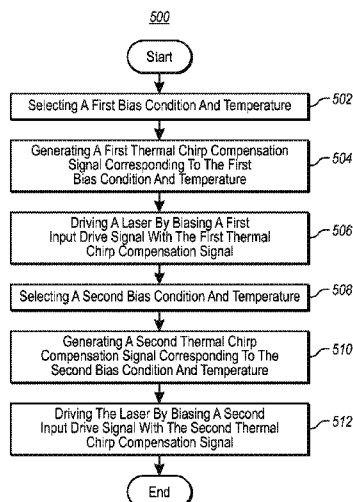 500
Start
Selecting A First Bias Condition And Temperature
502
Generating A First Thermal Chirp Compensation
Signal Corresponding To The First
Bias Condition And Temperature
504
Driving A Laser By Biasing A First
Input Drive Signal With The First Thermal
Chirp Compensation Signal
506
Selecting A Second Bias Condition And Temperature
508
Generating A Second Thermal Chirp
Compensation Signal Corresponding To The
Second Bias Condition And Temperature
510
Driving The Laser By Biasing A Second
Input Drive Signal With The Second Thermal
Chirp Compensation Signal
512
End